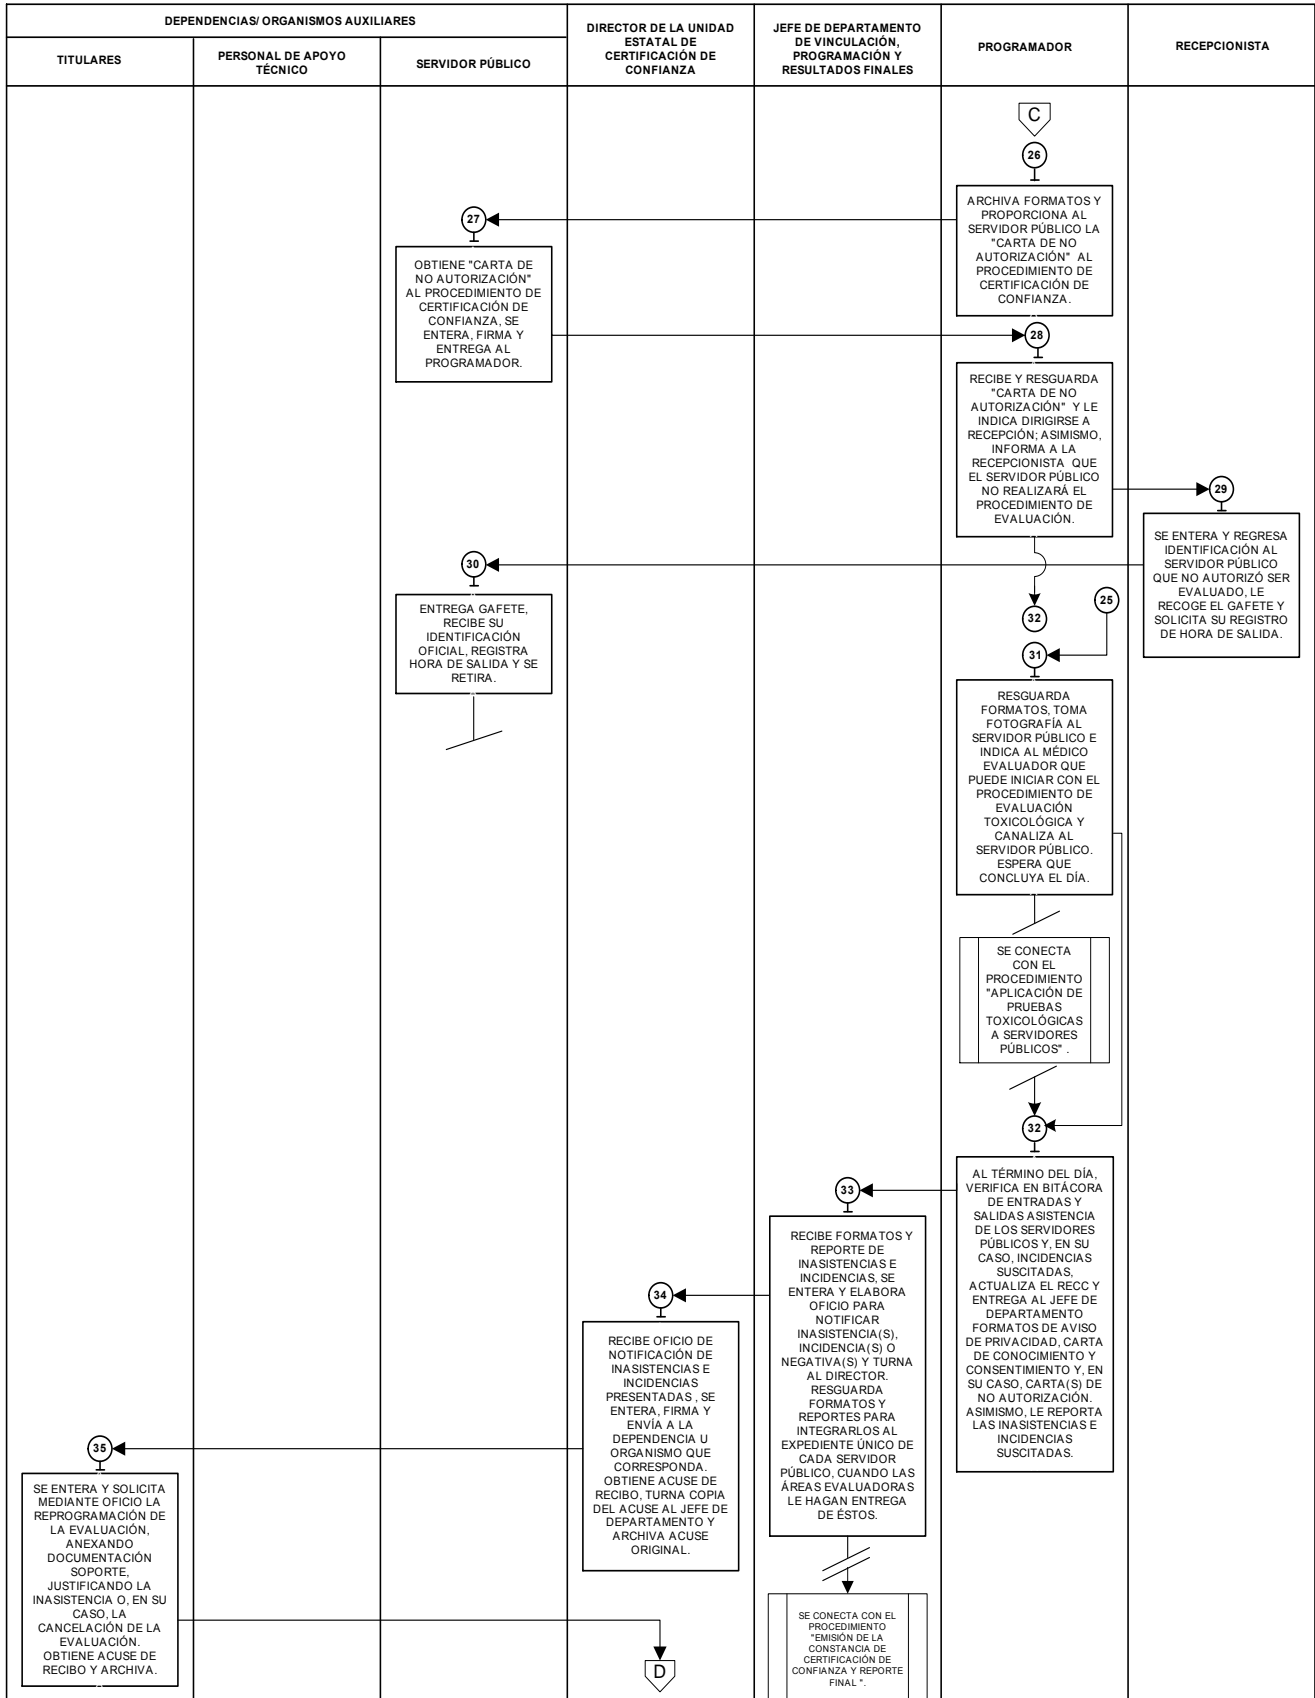 DEPENDENCIAS/ ORGANISMOS AUXILIARES
TITULARES
PERSONAL DE APOYO
TÉCNICO
SERVIDOR PÚBLICO
DIRECTOR DE LA UNIDAD
ESTATAL DE
CERTIFICACIÓN DE
CONFIANZA
JEFE DE DEPARTAMENTO
DE VINCULACIÓN,
PROGRAMACIÓN Y
RESULTADOS FINALES
PROGRAMADOR
RECEPCIONISTA
C
26
ARCHIVA FORMATOS Y
PROPORCIONA AL
SERVIDOR PÚBLICO LA
"CARTA DE NO
AUTORIZACIÓN" AL
PROCEDIMIENTO DE
CERTIFICACIÓN DE
CONFIANZA.
27
OBTIENE "CARTA DE
NO AUTORIZACIÓN"
AL PROCEDIMIENTO DE
CERTIFICACIÓN DE
CONFIANZA, SE
ENTERA, FIRMA Y
ENTREGA AL
PROGRAMADOR.
28
RECIBE Y RESGUARDA
"CARTA DE NO
AUTORIZACIÓN" Y LE
INDICA DIRIGIRSE A
RECEPCIÓN; ASIMISMO,
INFORMA A LA
RECEPCIONISTA QUE
EL SERVIDOR PÚBLICO
NO REALIZARÁ EL
PROCEDIMIENTO DE
EVALUACIÓN.
29
SE ENTERA Y REGRESA
IDENTIFICACIÓN AL
SERVIDOR PÚBLICO
QUE NO AUTORIZÓ SER
EVALUADO, LE
RECOGE EL GAFETE Y
SOLICITA SU REGISTRO
DE HORA DE SALIDA.
30
ENTREGA GAFETE,
RECIBE SU
IDENTIFICACIÓN
OFICIAL, REGISTRA
HORA DE SALIDA Y SE
RETIRA.
32
25
31
RESGUARDA
FORMATOS, TOMA
FOTOGRAFÍA AL
SERVIDOR PÚBLICO E
INDICA AL MÉDICO
EVALUADOR QUE
PUEDE INICIAR CON EL
PROCEDIMIENTO DE
EVALUACIÓN
TOXICOLÓGICA Y
CANALIZA AL
SERVIDOR PÚBLICO.
ESPERA QUE
CONCLUYA EL DÍA.
SE CONECTA
CON EL
PROCEDIMIENTO
"APLICACIÓN DE
PRUEBAS
TOXICOLÓGICAS
A SERVIDORES
PÚBLICOS" .
32
AL TÉRMINO DEL DÍA,
VERIFICA EN BITÁCORA
DE ENTRADAS Y
SALIDAS ASISTENCIA
DE LOS SERVIDORES
PÚBLICOS Y, EN SU
CASO, INCIDENCIAS
SUSCITADAS,
ACTUALIZA EL RECC Y
ENTREGA AL JEFE DE
DEPARTAMENTO
FORMATOS DE AVISO
DE PRIVACIDAD, CARTA
DE CONOCIMIENTO Y
CONSENTIMIENTO Y, EN
SU CASO, CARTA(S) DE
NO AUTORIZACIÓN.
ASIMISMO, LE REPORTA
LAS INASISTENCIAS E
INCIDENCIAS
SUSCITADAS.
33
RECIBE FORMATOS Y
REPORTE DE
INASISTENCIAS E
INCIDENCIAS, SE
ENTERA Y ELABORA
OFICIO PARA
NOTIFICAR
INASISTENCIA(S),
INCIDENCIA(S) O
NEGATIVA(S) Y TURNA
AL DIRECTOR.
RESGUARDA
FORMATOS Y
REPORTES PARA
INTEGRARLOS AL
EXPEDIENTE ÚNICO DE
CADA SERVIDOR
PÚBLICO, CUANDO LAS
ÁREAS EVALUADORAS
LE HAGAN ENTREGA
DE ÉSTOS.
34
RECIBE OFICIO DE
NOTIFICACIÓN DE
INASISTENCIAS E
INCIDENCIAS
PRESENTADAS , SE
ENTERA, FIRMA Y
ENVÍA A LA
DEPENDENCIA U
ORGANISMO QUE
CORRESPONDA.
OBTIENE ACUSE DE
RECIBO, TURNA COPIA
DEL ACUSE AL JEFE DE
DEPARTAMENTO Y
ARCHIVA ACUSE
ORIGINAL.
35
SE ENTERA Y SOLICITA
MEDIANTE OFICIO LA
REPROGRAMACIÓN DE
LA EVALUACIÓN,
ANEXANDO
DOCUMENTACIÓN
SOPORTE,
JUSTIFICANDO LA
INASISTENCIA O, EN SU
CASO, LA
CANCELACIÓN DE LA
EVALUACIÓN.
OBTIENE ACUSE DE
RECIBO Y ARCHIVA.
D
SE CONECTA CON EL
PROCEDIMIENTO
"EMISIÓN DE LA
CONSTANCIA DE
CERTIFICACIÓN DE
CONFIANZA Y REPORTE
FINAL ".